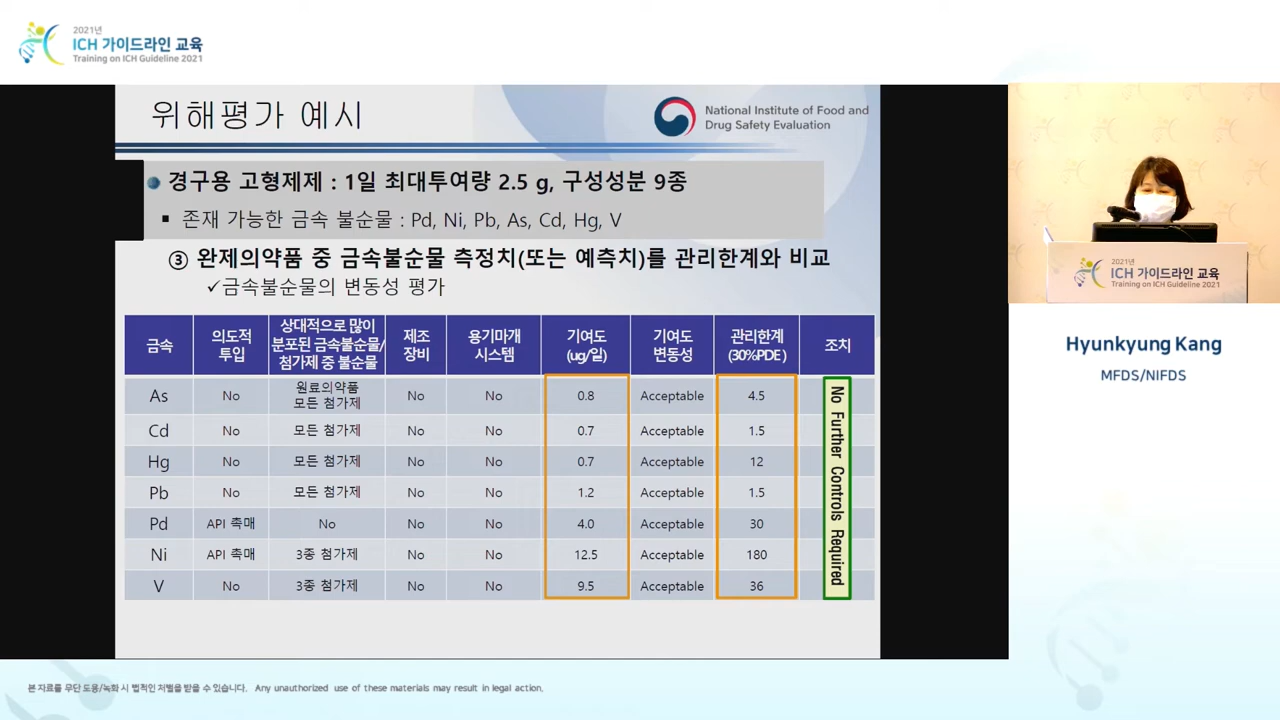 2021년
ICH 가이드라인 교육
Training on ICH Guideline 2021
위해평가 예시
National Institute of Food and
Drug Safety Evaluation
경구용 고형제제 : 1일 최대투여량 2.5 g, 구성성분 9종
▪ 존재 가능한 금속 불순물 : Pd, Ni, Pb, As, Cd, Hg, V
③ 완제의약품 중 금속불순물 측정치(또는 예측치)를 관리한계와 비교
✓금속불순물의 변동성 평가
금속 의도적 투입 상대적으로 많이 분포된 금속불순물/첨가제 중 불순물 제조 장비 용기마개 시스템 기여도 (ug/일) 기여도 변동성 관리한계 (30%PDE ) 조치
As No 원료의약품 모든 첨가제 No No 0.8 Acceptable 4.5
Cd No 모든 첨가제 No No 0.7 Acceptable 1.5
Hg No 모든 첨가제 No No 0.7 Acceptable 12
Pb No 모든 첨가제 No No 1.2 Acceptable 1.5
Pd API 촉매 No No No 4.0 Acceptable 30
Ni API 촉매 3종 첨가제 No No 12.5 Acceptable 180
V No 3종 첨가제 No No 9.5 Acceptable 36
No Further Controls Required
2021년
ICH 가이드라인 교육
Training on ICH Guideline 2021
Hyunkyung Kang
MFDS/NIFDS
본 자료를 무단 도용/녹화 시 법적인 처벌을 받을 수 있습니다. Any unauthorized use of these materials may result in legal action.